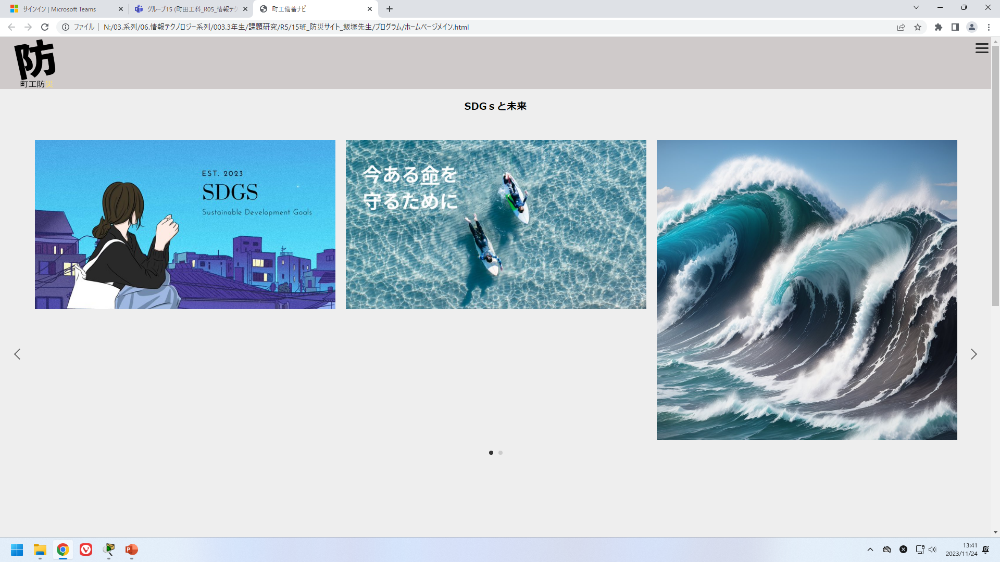 サインイン | Microsoft Teams
グループ15 (町田工科_R05_情報テク
町工備蓄ナビ
ファイル
N:/03.系列/06.情報テクノロジー系列/003.3年生/課題研究/R5/15班_防災サイト_飯塚先生/プログラム/ホームページメイン.html
防
町工防災
SDGｓと未来
EST. 2023
SDGS
Sustainable Development Goals
今ある命を
守るために
13:41
2023/11/24